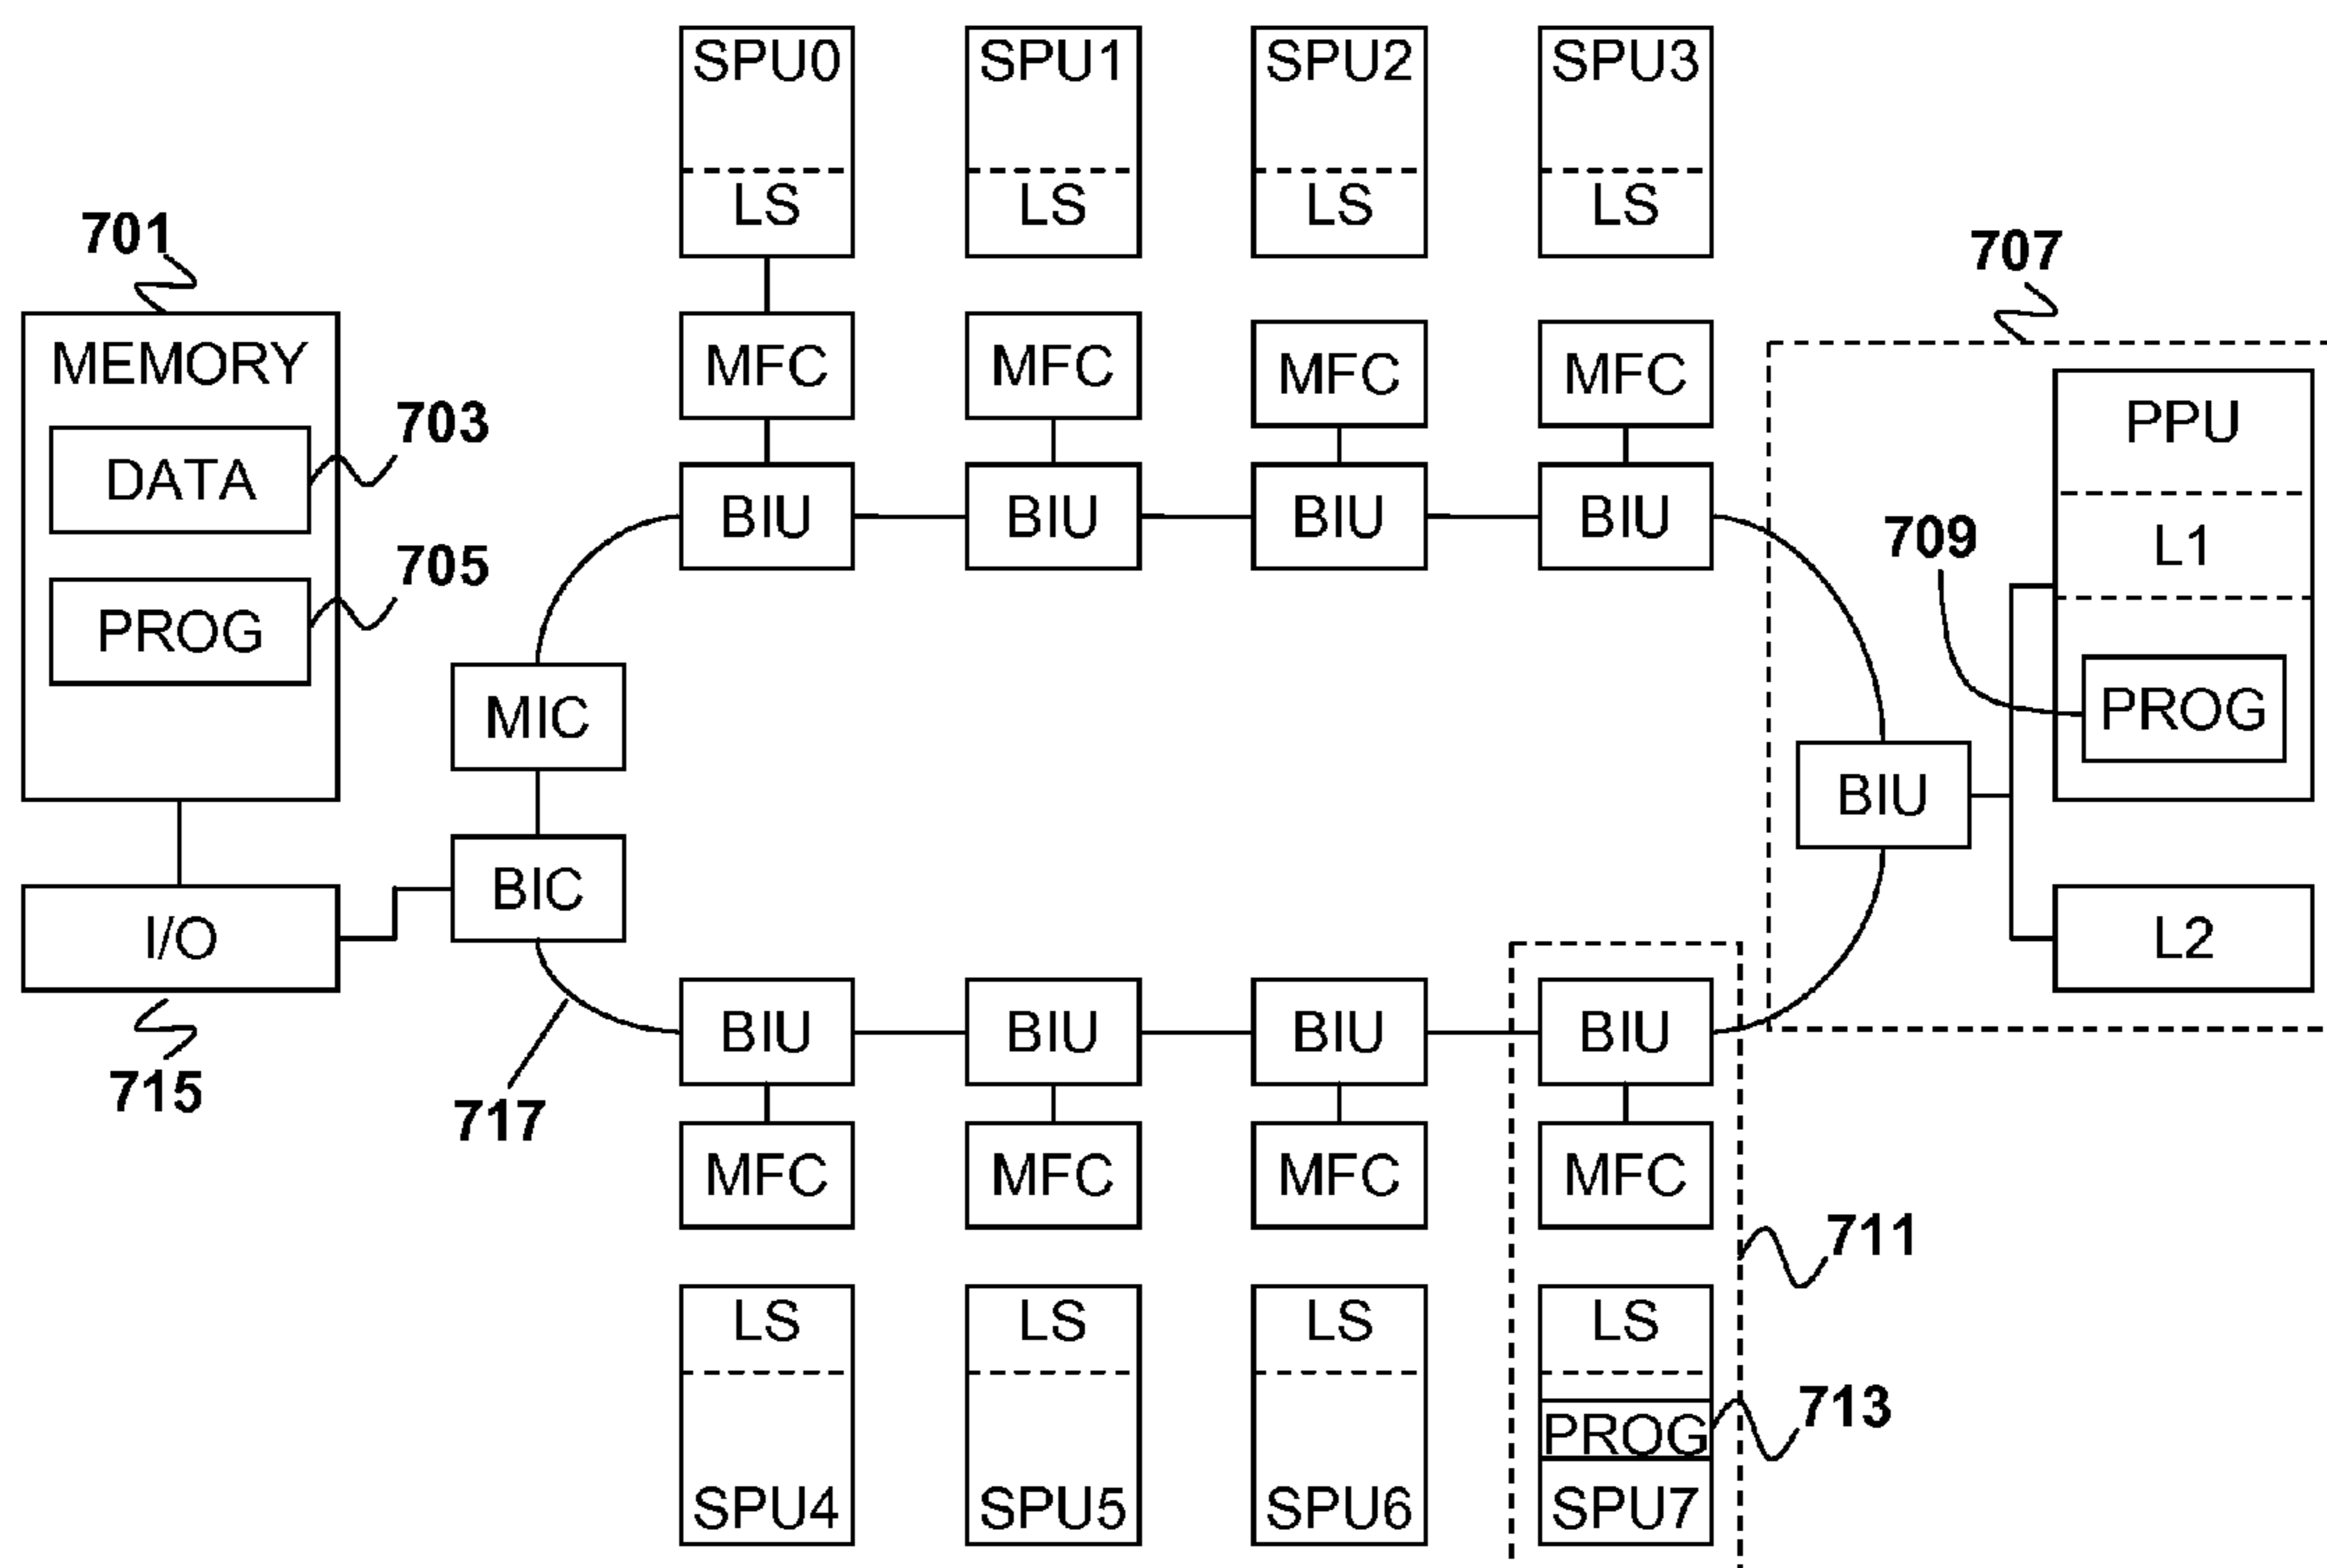 SPU0 SPU1 SPU2 SPU3
LS LS LS LS
701
707
MEMORY
MFC MFC MFC MFC
703
DATA
PPU
BIU BIU BIU BIU
709
L1
705
PROG
MIC
PROG
BIU
BIC
I/O
L2
BIU BIU BIU BIU
715
717
MFC MFC MFC MFC
711
LS LS LS LS
713
PROG
SPU4 SPU5 SPU6 SPU7